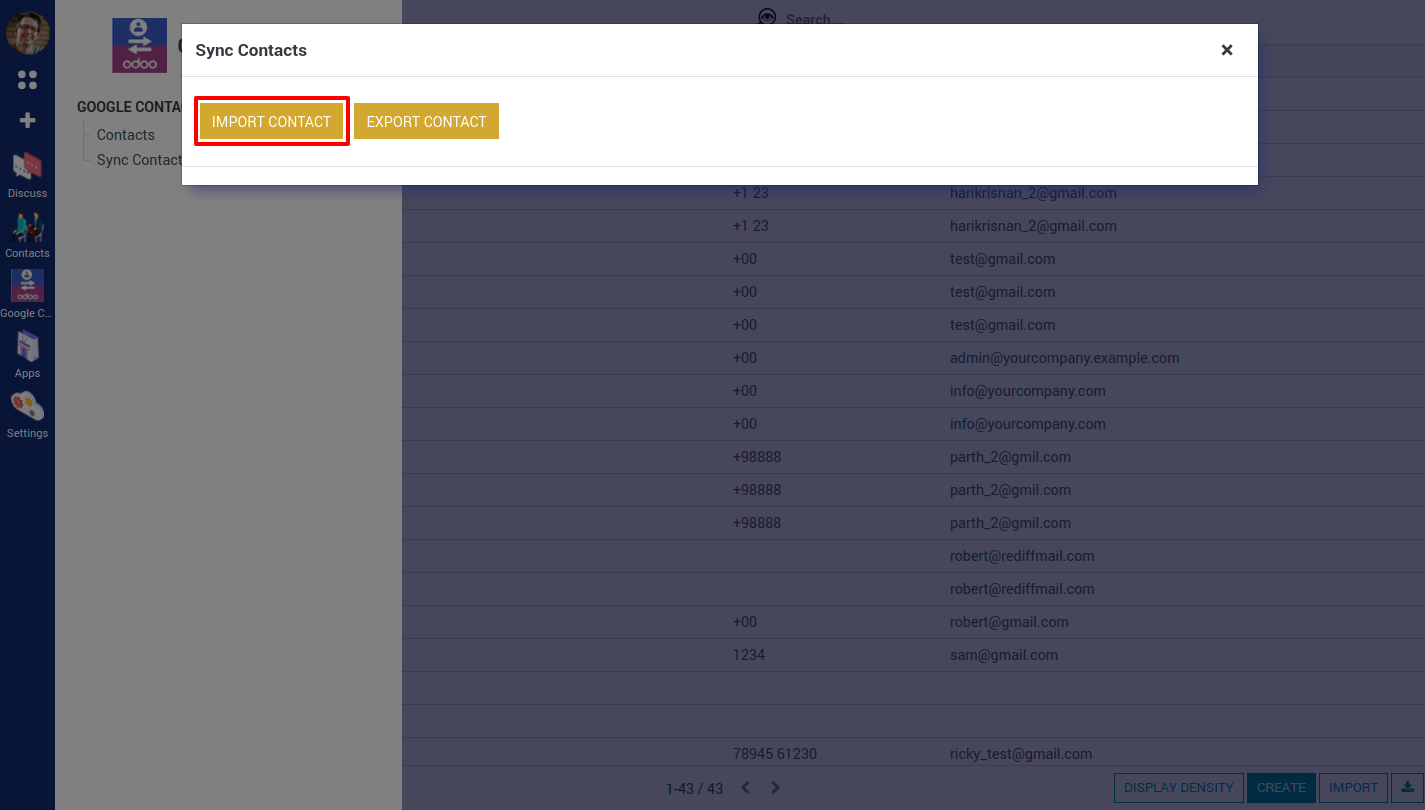 Search...
Sync Contacts
IMPORT CONTACT
EXPORT CONTACT
odoo
GOOGLE CONTA
Contacts
Sync Contact
Discuss
Contacts
odoo
Google C...
Apps
Settings
+1 23 harikrisnan_2@gmail.com
+1 23 harikrisnan_2@gmail.com
+00 test@gmail.com
+00 test@gmail.com
+00 test@gmail.com
+00 admin@yourcompany.example.com
+00 info@yourcompany.com
+00 info@yourcompany.com
+98888 parth_2@gmil.com
+98888 parth_2@gmil.com
+98888 parth_2@gmil.com
robert@rediffmail.com
robert@rediffmail.com
+00 robert@gmail.com
1234 sam@gmail.com
78945 61230 ricky_test@gmail.com
1-43 / 43
DISPLAY DENSITY
CREATE
IMPORT